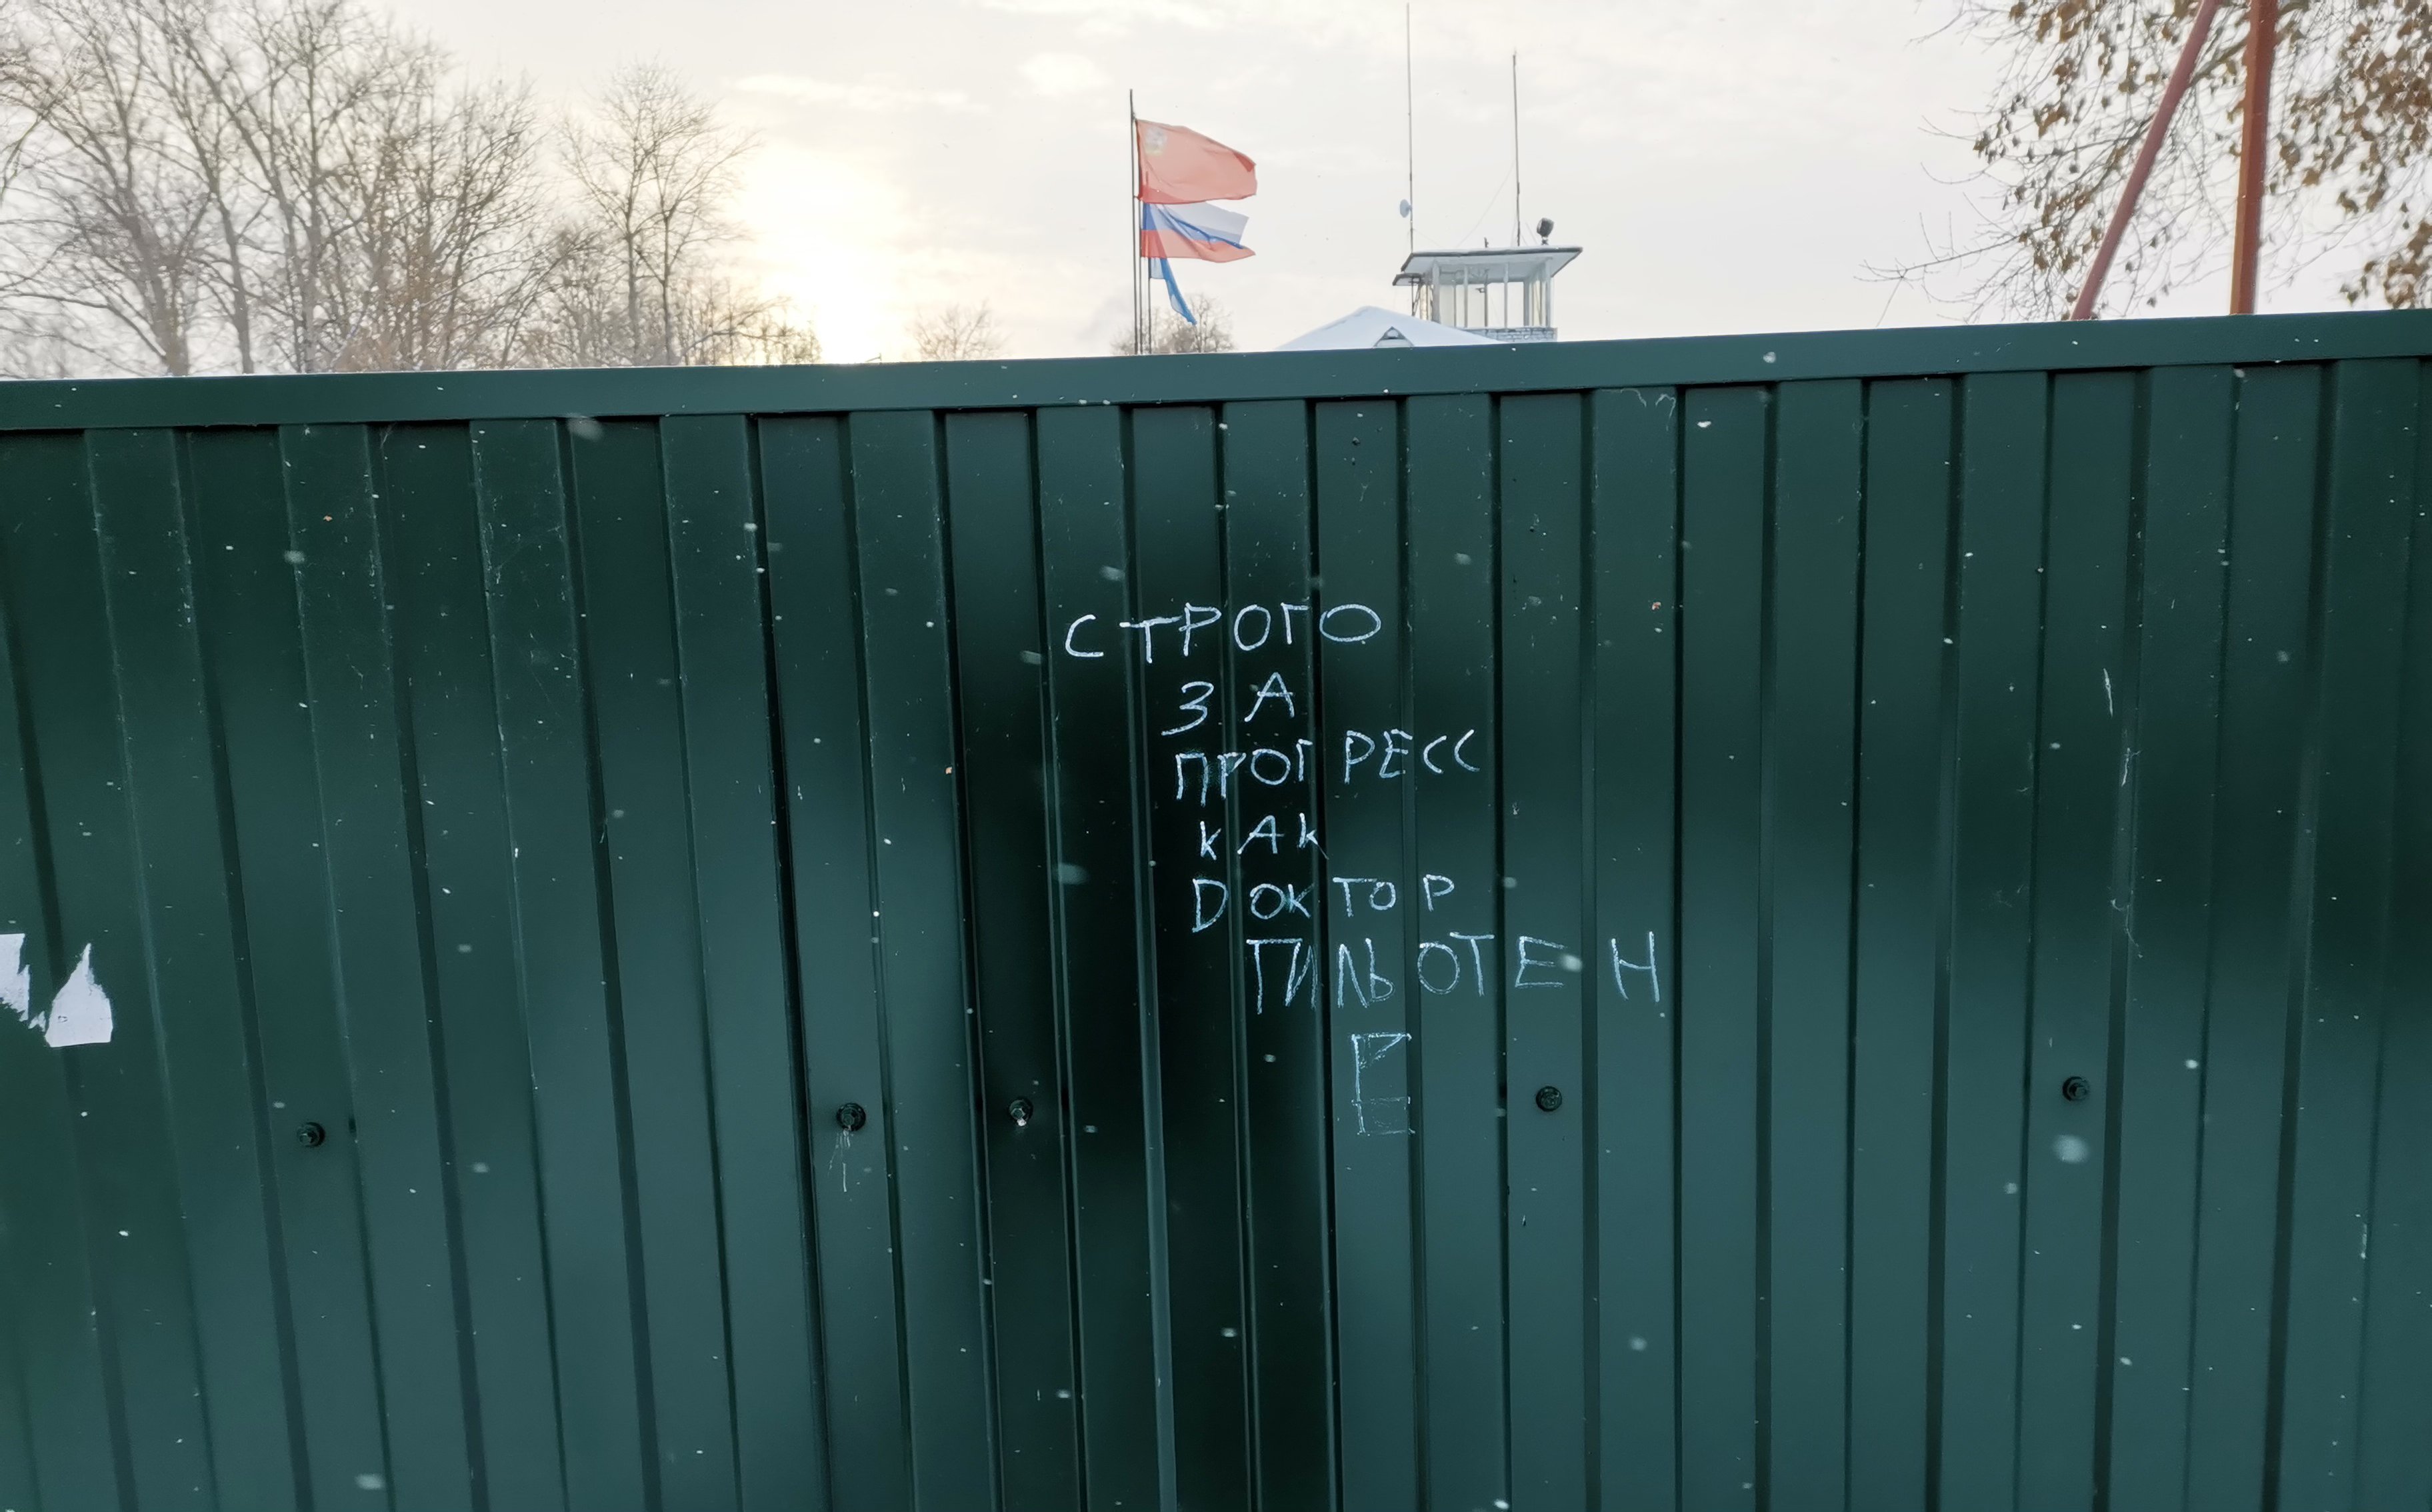 СТРОГО
ЗА
ПРОГРЕСС
КАК
DОКТОР
ГИЛЬОТЕН